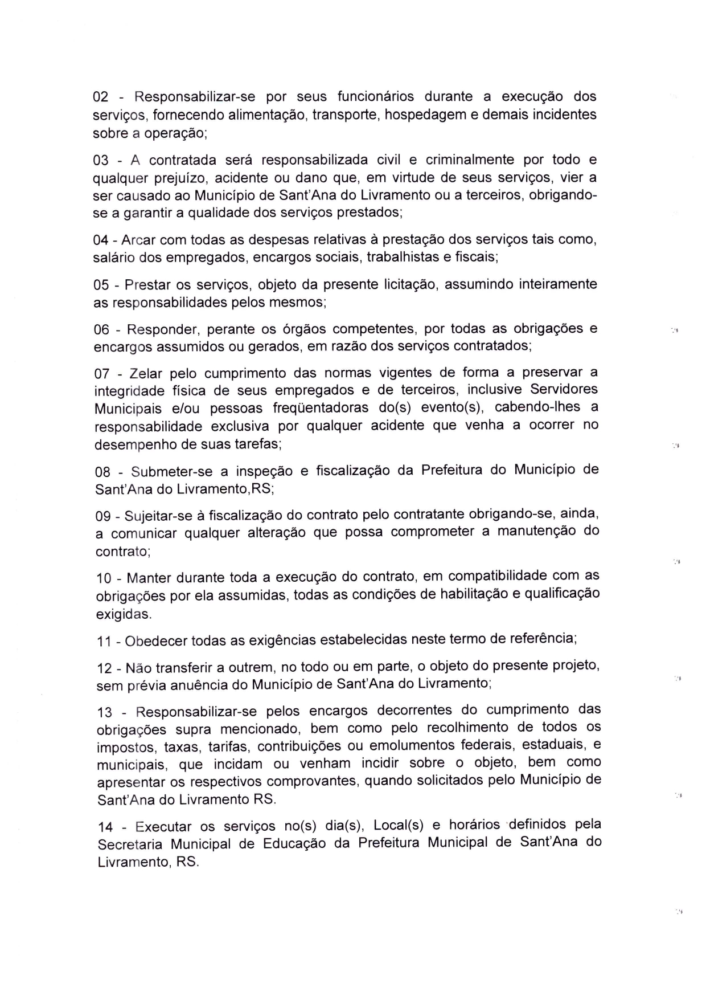 02 - Responsabilizar-se por seus funcionários durante a execução dos
serviços, fornecendo alimentação, transporte, hospedagem e demais incidentes
sobre a operação;
03 - A contratada será responsabilizada civil e criminalmente por todo e
qualquer prejuízo, acidente ou dano que, em virtude de seus serviços, vier a
ser causado ao Município de Sant'Ana do Livramento ou a terceiros, obrigando-
se a garantir a qualidade dos serviços prestados;
04 - Arcar com todas as despesas relativas à prestação dos serviços tais como,
salário dos empregados, encargos sociais, trabalhistas e fiscais;
05 - Prestar os serviços, objeto da presente licitação, assumindo inteiramente
as responsabilidades pelos mesmos;
06 - Responder, perante os órgãos competentes, por todas as obrigações e
encargos assumidos ou gerados, em razão dos serviços contratados;
07 - Zelar pelo cumprimento das normas vigentes de forma a preservar a
integridade física de seus empregados e de terceiros, inclusive Servidores
Municipais e/ou pessoas freqüentadoras do(s) evento(s), cabendo-lhes a
responsabilidade exclusiva por qualquer acidente que venha a ocorrer no
desempenho de suas tarefas;
08 - Submeter-se a inspeção e fiscalização da Prefeitura do Município de
Sant'Ana do Livramento,RS;
09 - Sujeitar-se à fiscalização do contrato pelo contratante obrigando-se, ainda,
a comunicar qualquer alteração que possa comprometer a manutenção do
contrato;
10 - Manter durante toda a execução do contrato, em compatibilidade com as
obrigações por ela assumidas, todas as condições de habilitação e qualificação
exigidas.
11 - Obedecer todas as exigências estabelecidas neste termo de referência;
12 - Não transferir a outrem, no todo ou em parte, o objeto do presente projeto,
sem prévia anuência do Município de Sant'Ana do Livramento;
13 - Responsabilizar-se pelos encargos decorrentes do cumprimento das
obrigações supra mencionado, bem como pelo recolhimento de todos os
impostos, taxas, tarifas, contribuições ou emolumentos federais, estaduais, e
municipais, que incidam ou venham incidir sobre o objeto, bem como
apresentar os respectivos comprovantes, quando solicitados pelo Município de
Sant'Ana do Livramento RS.
14 - Executar os serviços no(s) dia(s), Local(s) e horários definidos pela
Secretaria Municipal de Educação da Prefeitura Municipal de Sant'Ana do
Livramento, RS.